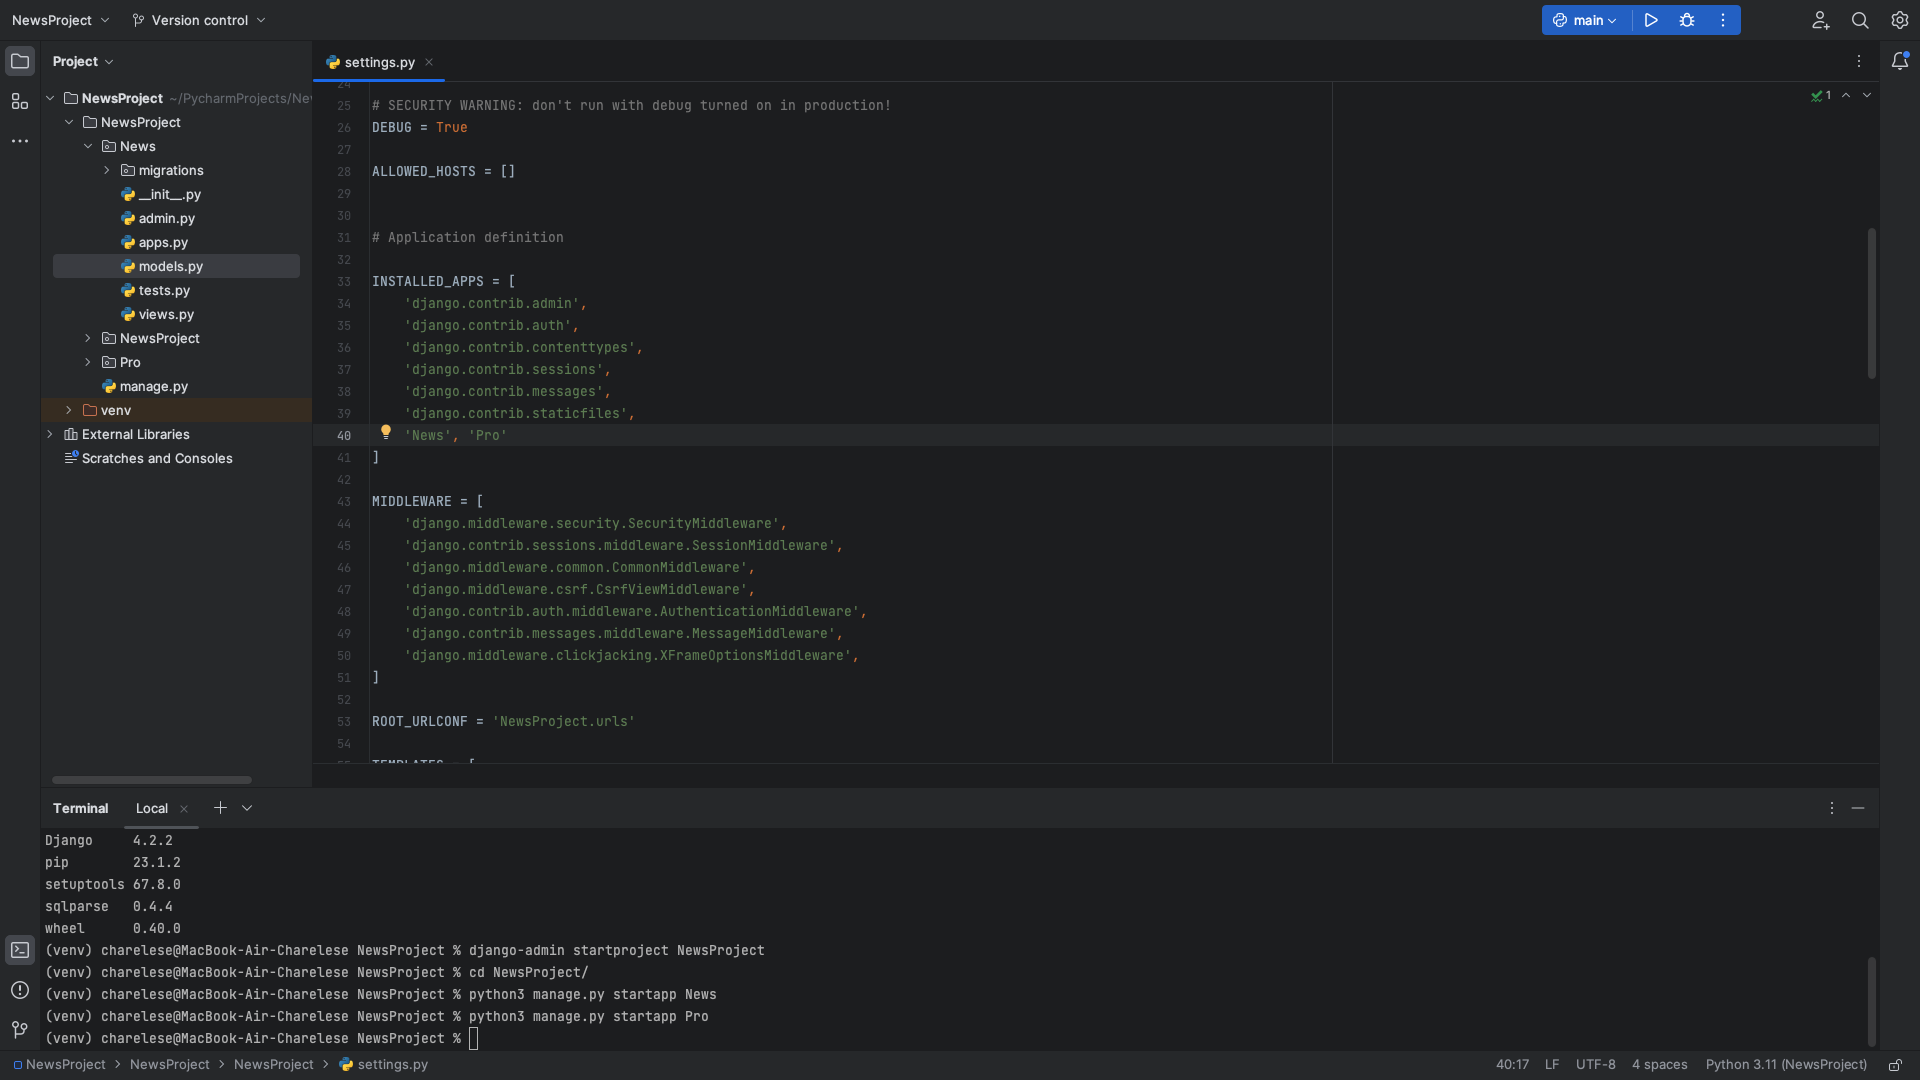 NewsProject
Version control
main
Project
NewsProject ~/PycharmProjects/Nev
NewsProject
News
migrations
__init__.py
admin.py
apps.py
models.py
tests.py
views.py
NewsProject
Pro
manage.py
venv
External Libraries
Scratches and Consoles
settings.py
1
24
25 # SECURITY WARNING: don't run with debug turned on in production!
26 DEBUG = True
27
28 ALLOWED_HOSTS = []
29
30
31 # Application definition
32
33 INSTALLED_APPS = [
34 'django.contrib.admin',
35 'django.contrib.auth',
36 'django.contrib.contenttypes',
37 'django.contrib.sessions',
38 'django.contrib.messages',
39 'django.contrib.staticfiles',
40 'News', 'Pro'
41 ]
42
43 MIDDLEWARE = [
44 'django.middleware.security.SecurityMiddleware',
45 'django.contrib.sessions.middleware.SessionMiddleware',
46 'django.middleware.common.CommonMiddleware',
47 'django.middleware.csrf.CsrfViewMiddleware',
48 'django.contrib.auth.middleware.AuthenticationMiddleware',
49 'django.contrib.messages.middleware.MessageMiddleware',
50 'django.middleware.clickjacking.XFrameOptionsMiddleware',
51 ]
52
53 ROOT_URLCONF = 'NewsProject.urls'
54
55 TEMPLATES = [
Terminal Local
Django 4.2.2
pip 23.1.2
setuptools 67.8.0
sqlparse 0.4.4
wheel 0.40.0
(venv) charelese@MacBook-Air-Charelese NewsProject % django-admin startproject NewsProject
(venv) charelese@MacBook-Air-Charelese NewsProject % cd NewsProject/
(venv) charelese@MacBook-Air-Charelese NewsProject % python3 manage.py startapp News
(venv) charelese@MacBook-Air-Charelese NewsProject % python3 manage.py startapp Pro
(venv) charelese@MacBook-Air-Charelese NewsProject %
NewsProject > NewsProject > NewsProject > settings.py
40:17 LF UTF-8 4 spaces Python 3.11 (NewsProject)